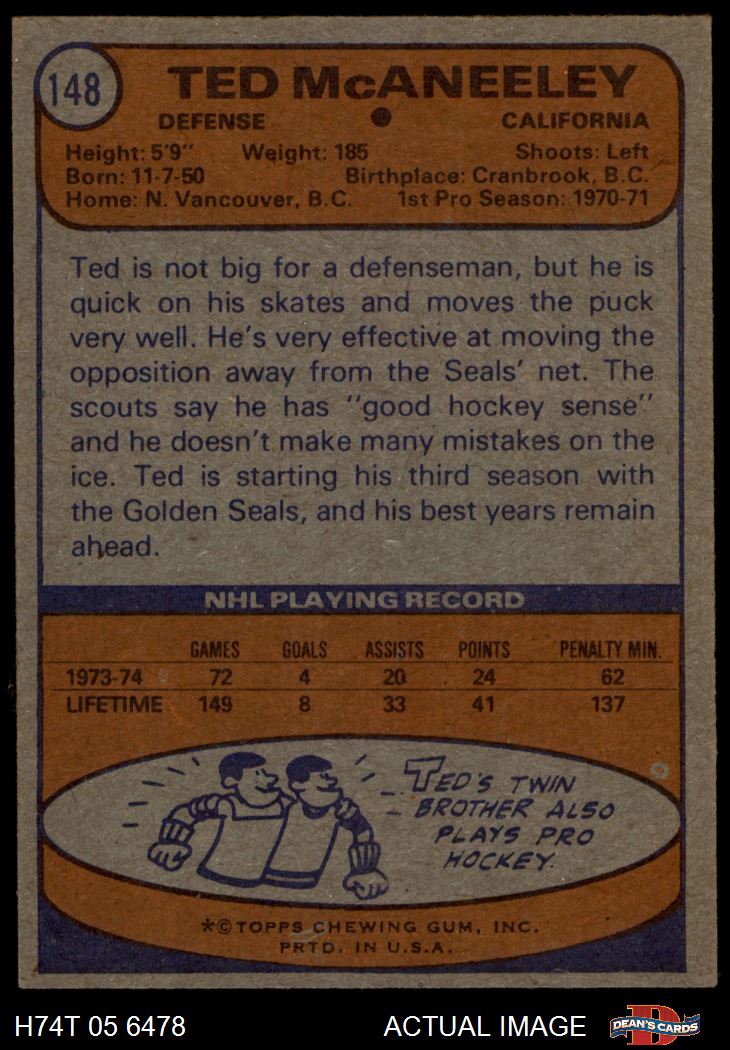 148
TED McANEELEY
DEFENSE • CALIFORNIA
Height: 5'9" Weight: 185 Shoots: Left
Born: 11-7-50 Birthplace: Cranbrook, B.C.
Home: N. Vancouver, B.C. 1st Pro Season: 1970-71
Ted is not big for a defenseman, but he is
quick on his skates and moves the puck
very well. He's very effective at moving the
opposition away from the Seals' net. The
scouts say he has "good hockey sense"
and he doesn't make many mistakes on the
ice. Ted is starting his third season with
the Golden Seals, and his best years remain
ahead.
NHL PLAYING RECORD
GAMES GOALS ASSISTS POINTS PENALTY MIN.
1973-74 72 4 20 24 62
LIFETIME 149 8 33 41 137
TED'S TWIN
BROTHER ALSO
PLAYS PRO
HOCKEY.
*©TOPPS CHEWING GUM, INC.
PRTD. IN U.S.A.
H74T 05 6478 ACTUAL IMAGE
D
DEAN'S CARDS